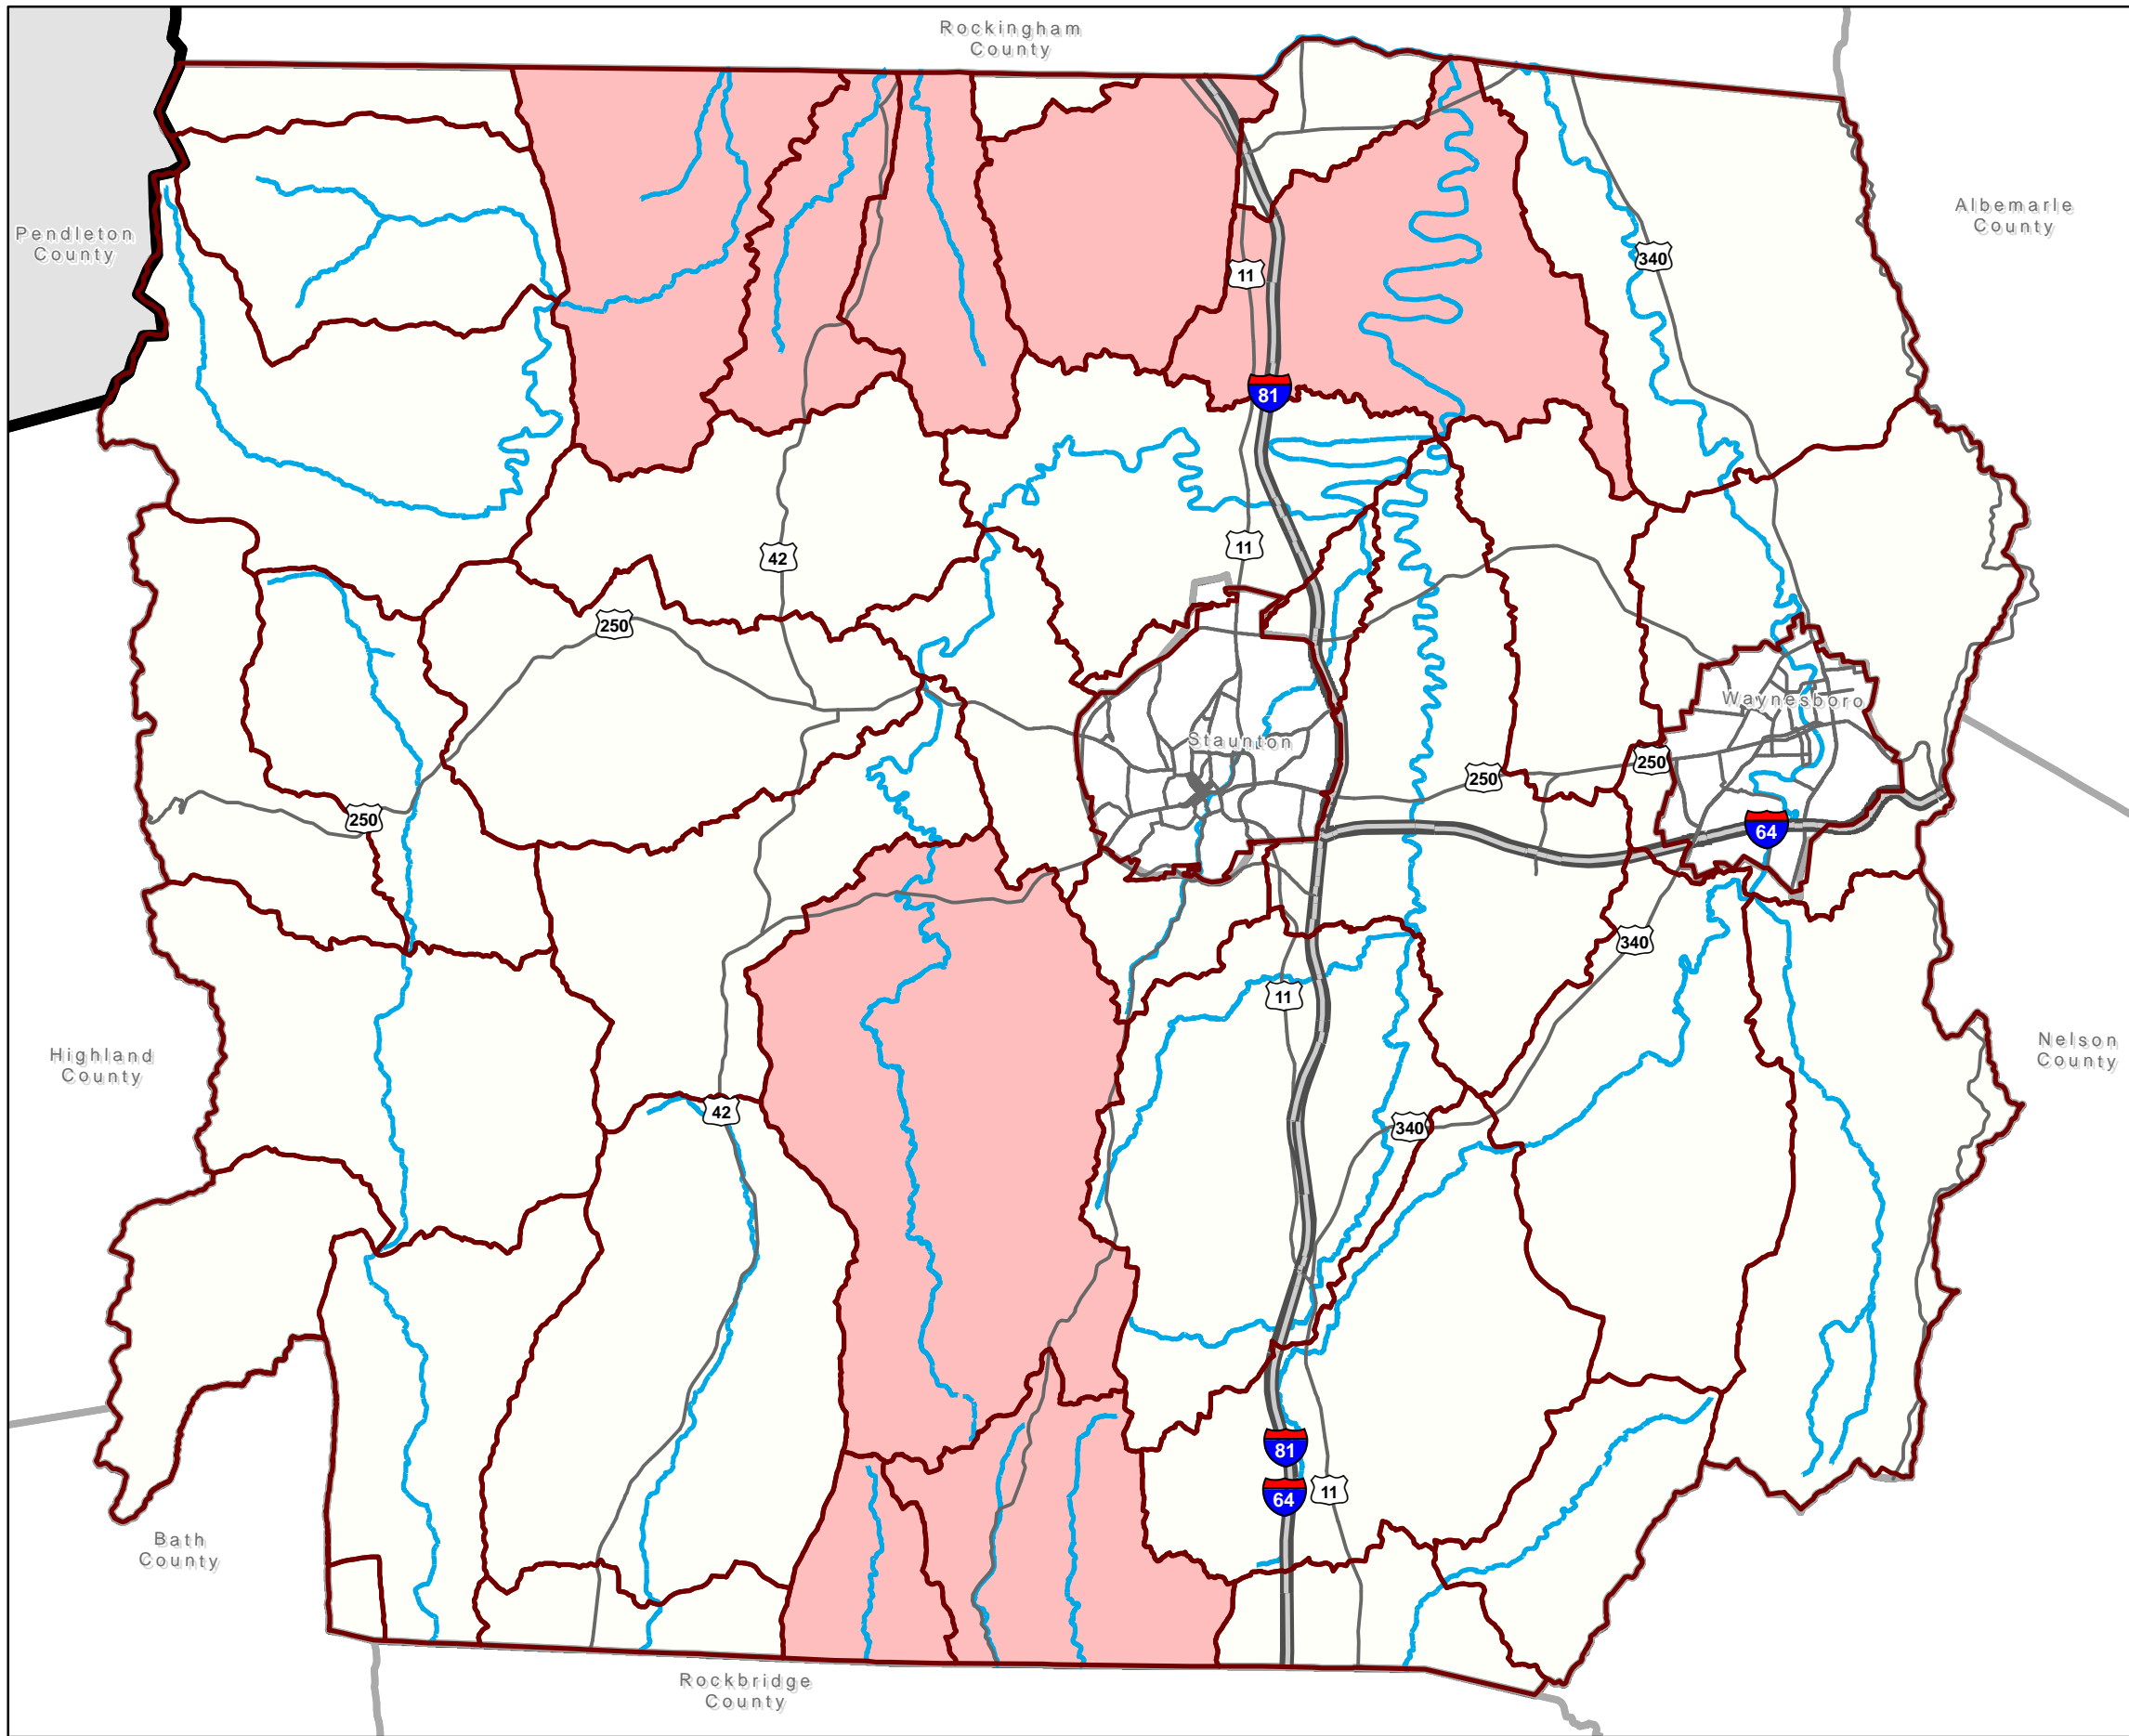 Rockingham
County
Albemarle
County
Pendleton
County
340
11
81
42
11
250
Waynesboro
Staunton
250
250
250
64
340
11
Highland
County
Nelson
County
42
340
81
64
11
Bath
County
Rockbridge
County